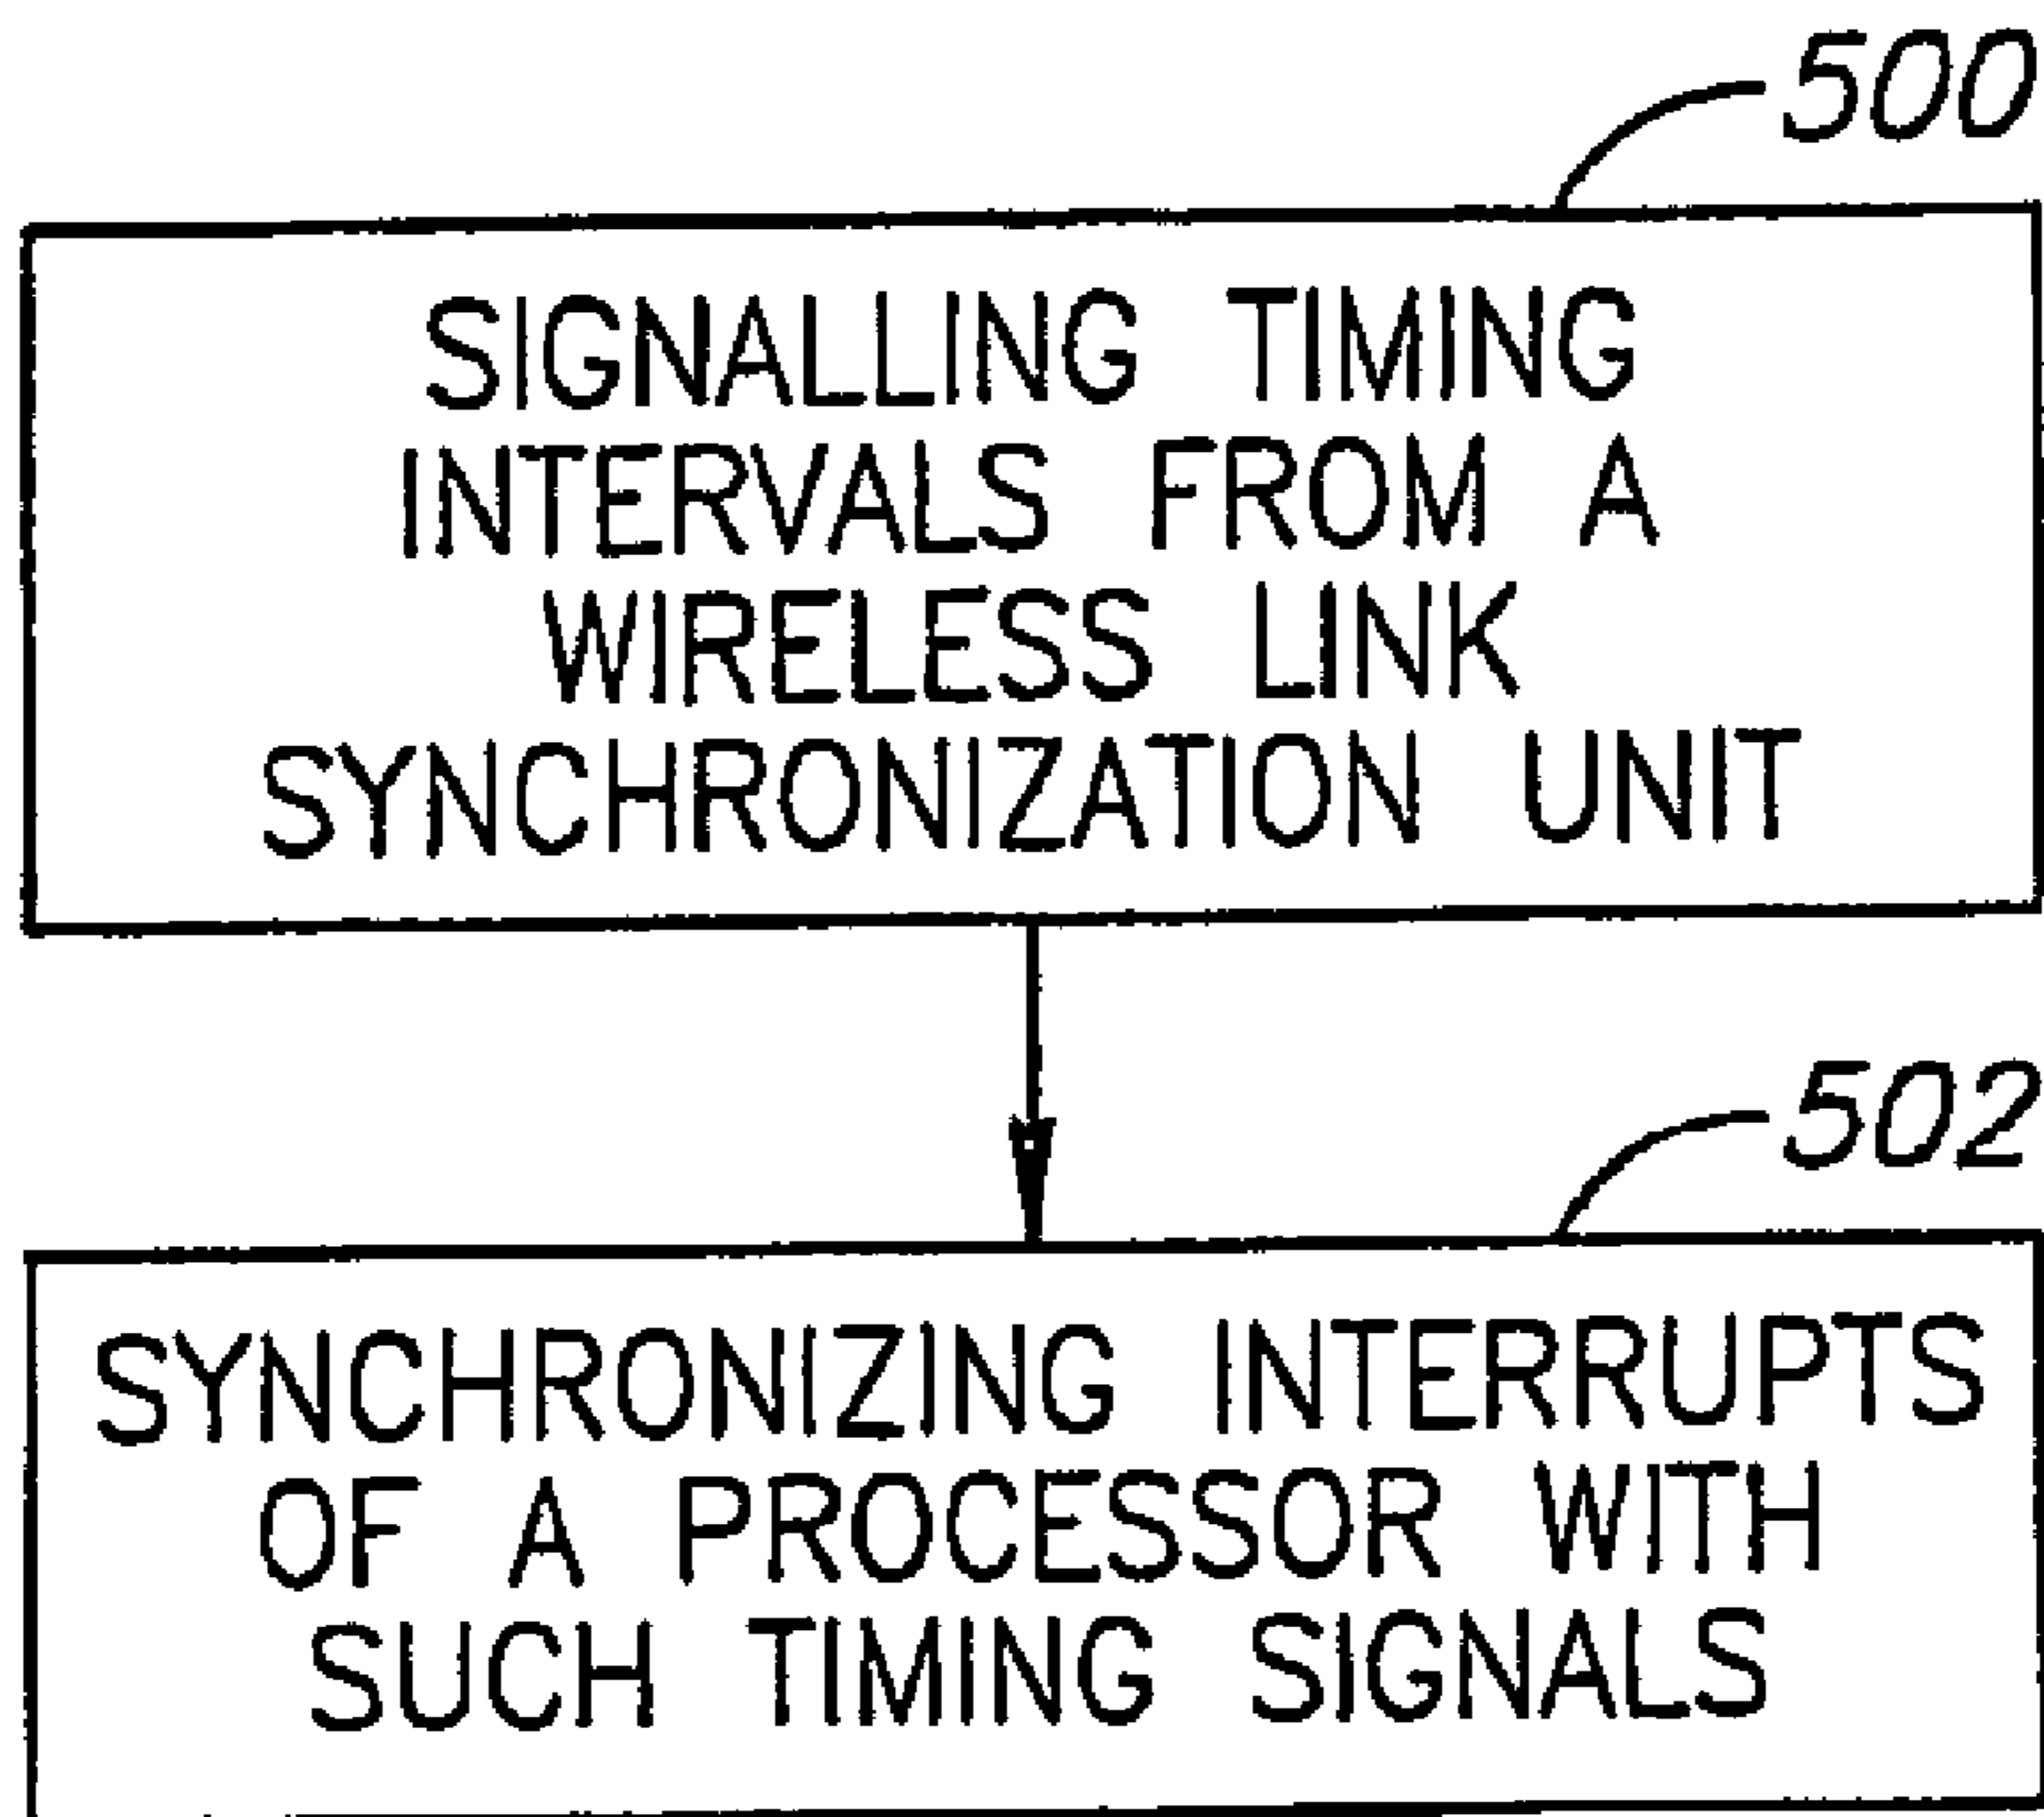 500
SIGNALLING TIMING
INTERVALS FROM A
WIRELESS LINK
SYNCHRONIZATION UNIT
502
SYNCHRONIZING INTERRUPTS
OF A PROCESSOR WITH
SUCH TIMING SIGNALS